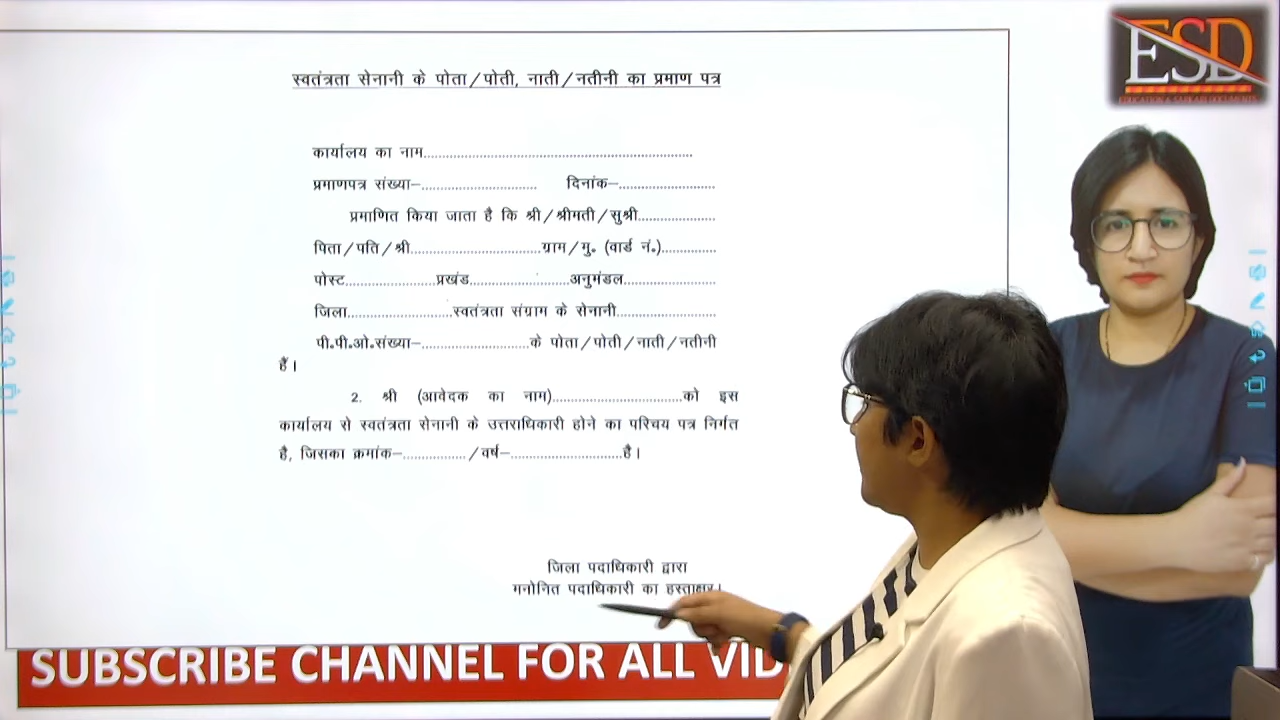 स्वतंत्रता सेनानी के पोता/पोती, नाती/नतीनी का प्रमाण पत्र
ESD
कार्यालय का नाम................................................................
प्रमाणपत्र संख्या–............................ दिनांक–.......................
प्रमाणित किया जाता है कि श्री/श्रीमती/सुश्री...................
पिता/पति/श्री...............................ग्राम/मु॰ (वार्ड नं॰).............
पोस्ट......................प्रखंड........................अनुमंडल......................
जिला.........................स्वतंत्रता संग्राम के सेनानी........................
पी॰पी॰ओ॰संख्या–..........................के पोता/पोती/नाती/नतीनी
हैं।
2. श्री (आवेदक का नाम)...............................को इस
कार्यालय से स्वतंत्रता सेनानी के उत्तराधिकारी होने का परिचय पत्र निर्गत
है, जिसका क्रमांक–............... /वर्ष–...........................है।
जिला पदाधिकारी द्वारा
मनोनित पदाधिकारी का हस्ताक्षर।
SUBSCRIBE CHANNEL FOR ALL VID